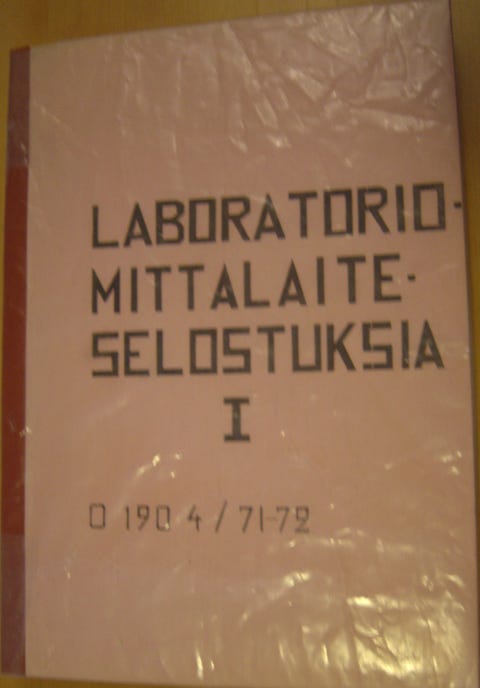 LABORATORIO-
MITTALAITE-
SELOSTUKSIA
I
O 190 4 / 71-72